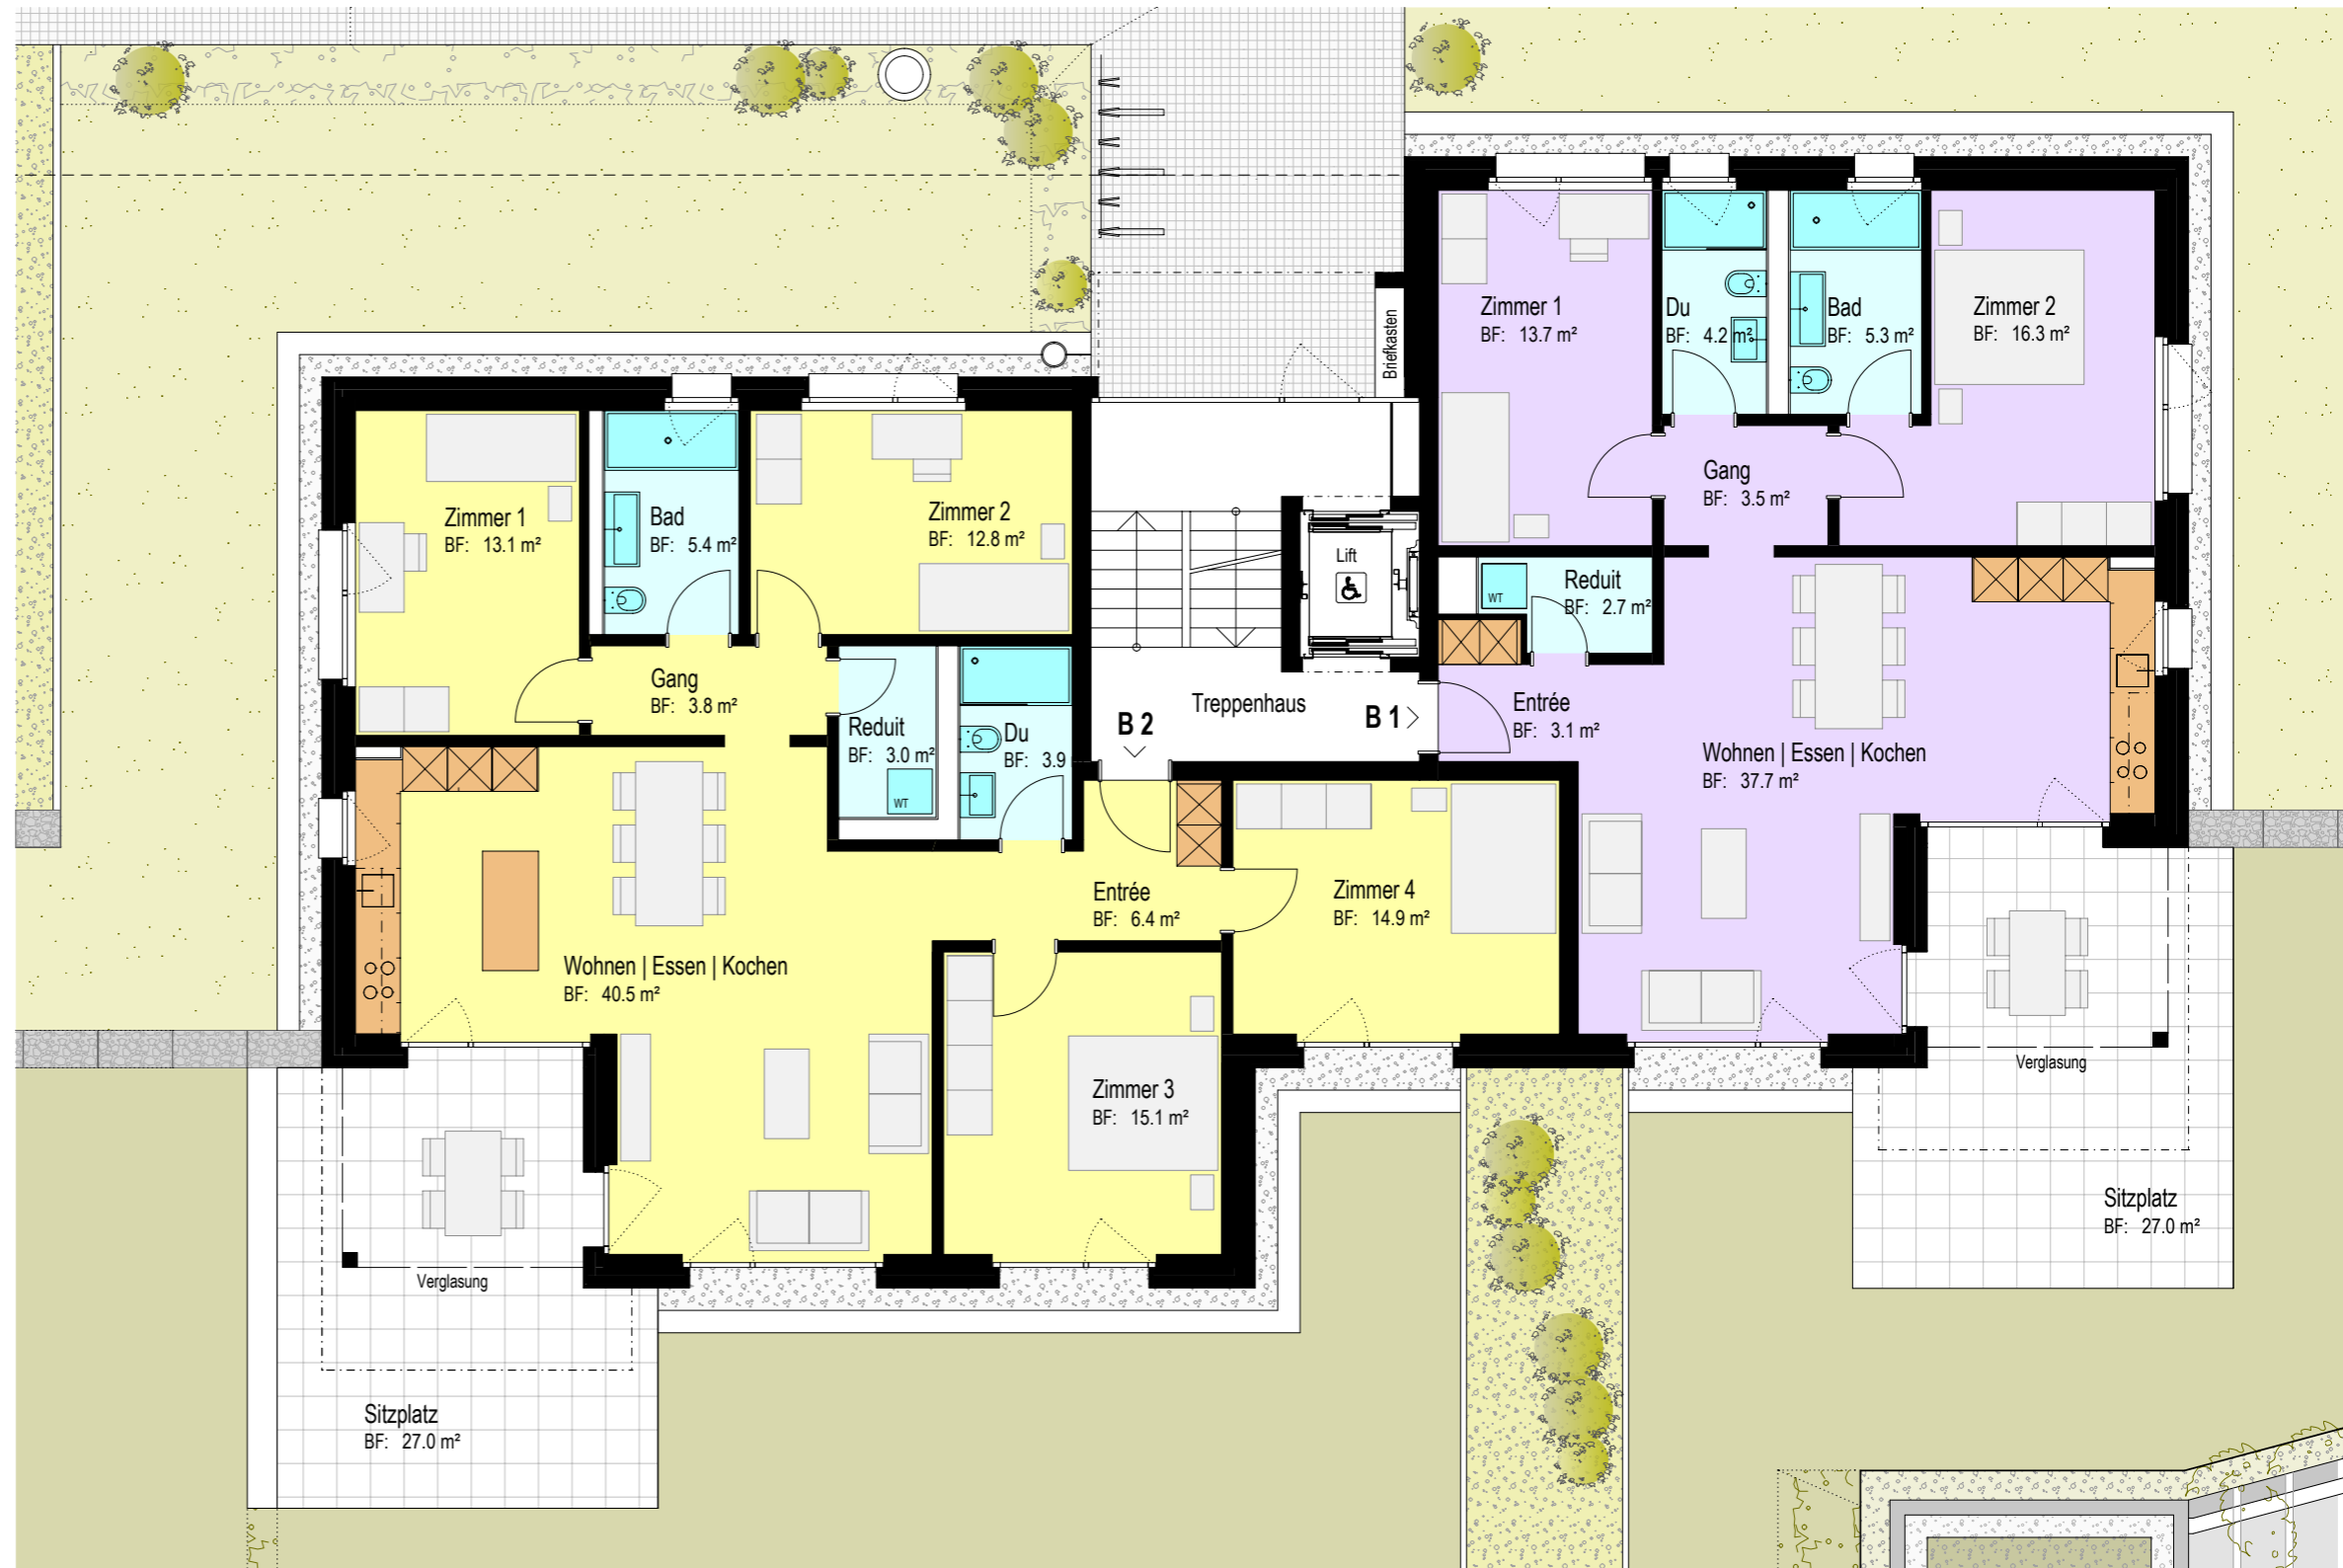 Briefkasten
Zimmer 1
BF: 13.7 m²
Du
BF: 4.2 m²
Bad
BF: 5.3 m²
Zimmer 2
BF: 16.3 m²
Gang
BF: 3.5 m²
Zimmer 1
BF: 13.1 m²
Bad
BF: 5.4 m²
Zimmer 2
BF: 12.8 m²
Lift
WT
Reduit
BF: 2.7 m²
Gang
BF: 3.8 m²
Reduit
BF: 3.0 m²
WT
Du
BF: 3.9
Treppenhaus
B 2
B 1
Entrée
BF: 3.1 m²
Wohnen | Essen | Kochen
BF: 37.7 m²
Entrée
BF: 6.4 m²
Zimmer 4
BF: 14.9 m²
Wohnen | Essen | Kochen
BF: 40.5 m²
Zimmer 3
BF: 15.1 m²
Verglasung
Sitzplatz
BF: 27.0 m²
Verglasung
Sitzplatz
BF: 27.0 m²